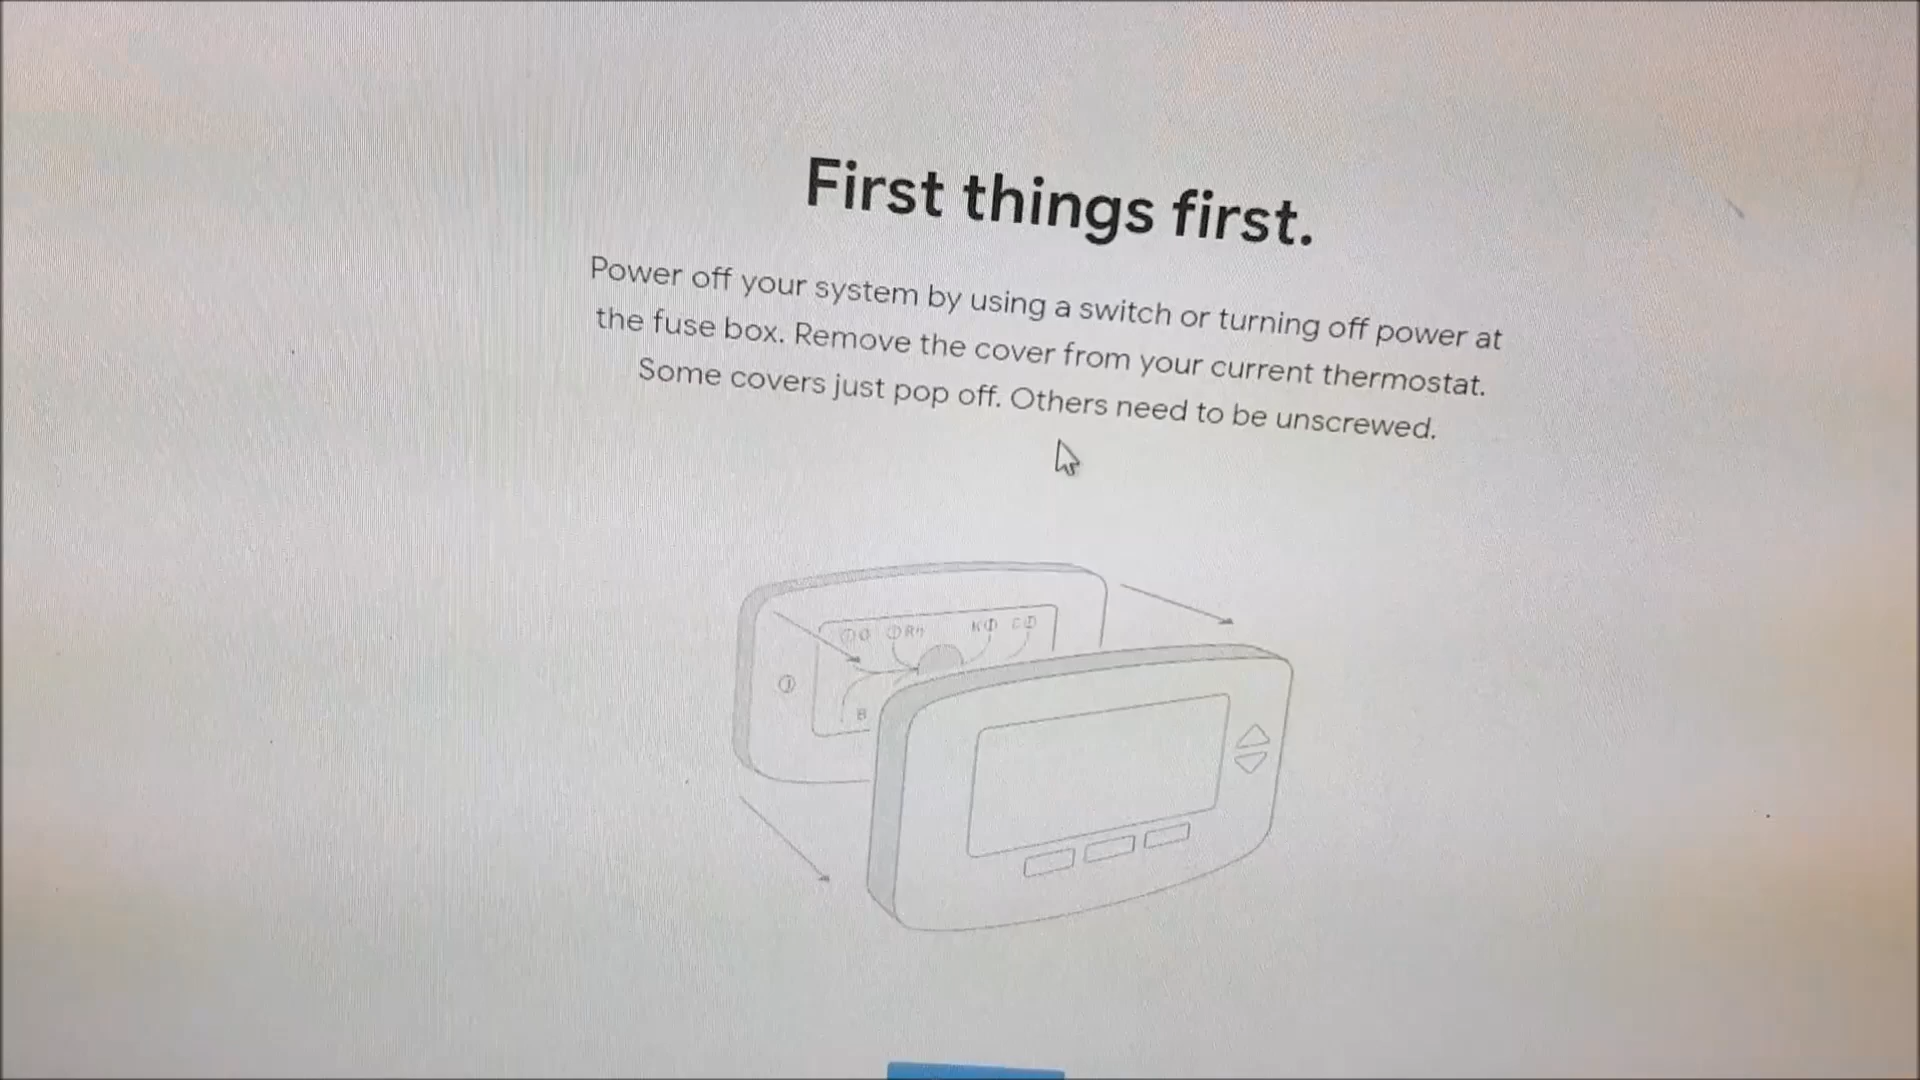 First things first.
Power off your system by using a switch or turning off power at
the fuse box. Remove the cover from your current thermostat.
Some covers just pop off. Others need to be unscrewed.
O Rh K C
B